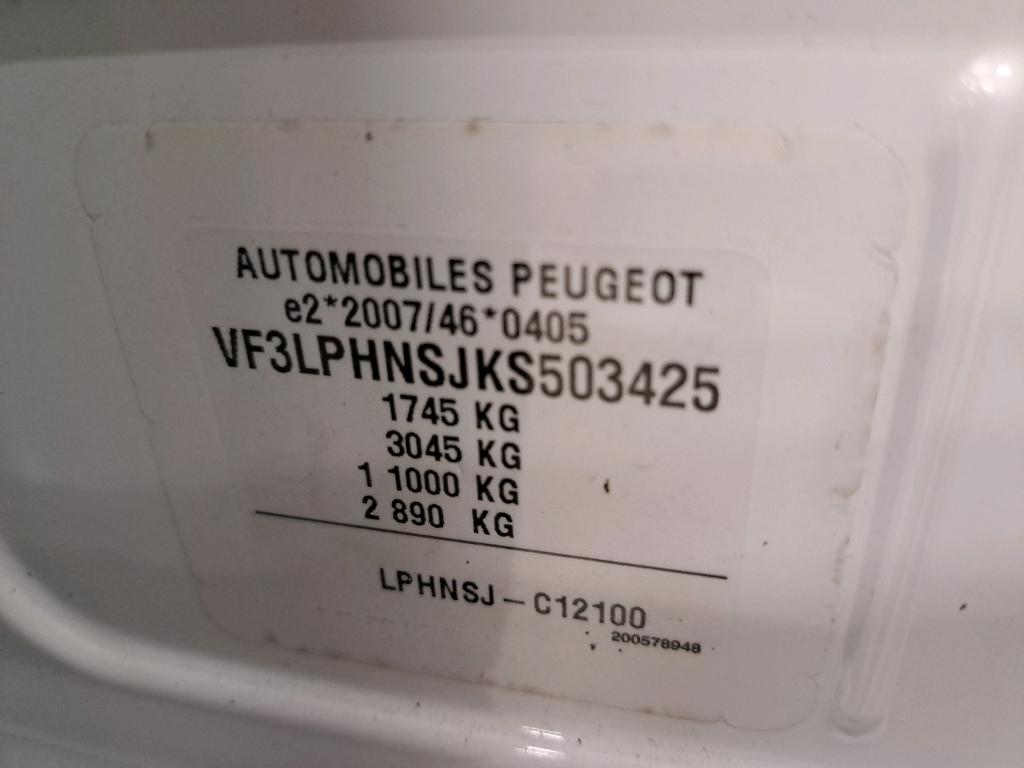 AUTOMOBILES PEUGEOT
e2*2007/46*0405
VF3LPHNSJKS503425
1745 KG
3045 KG
1 1000 KG
2 890 KG
LPHNSJ - C12100
200578948